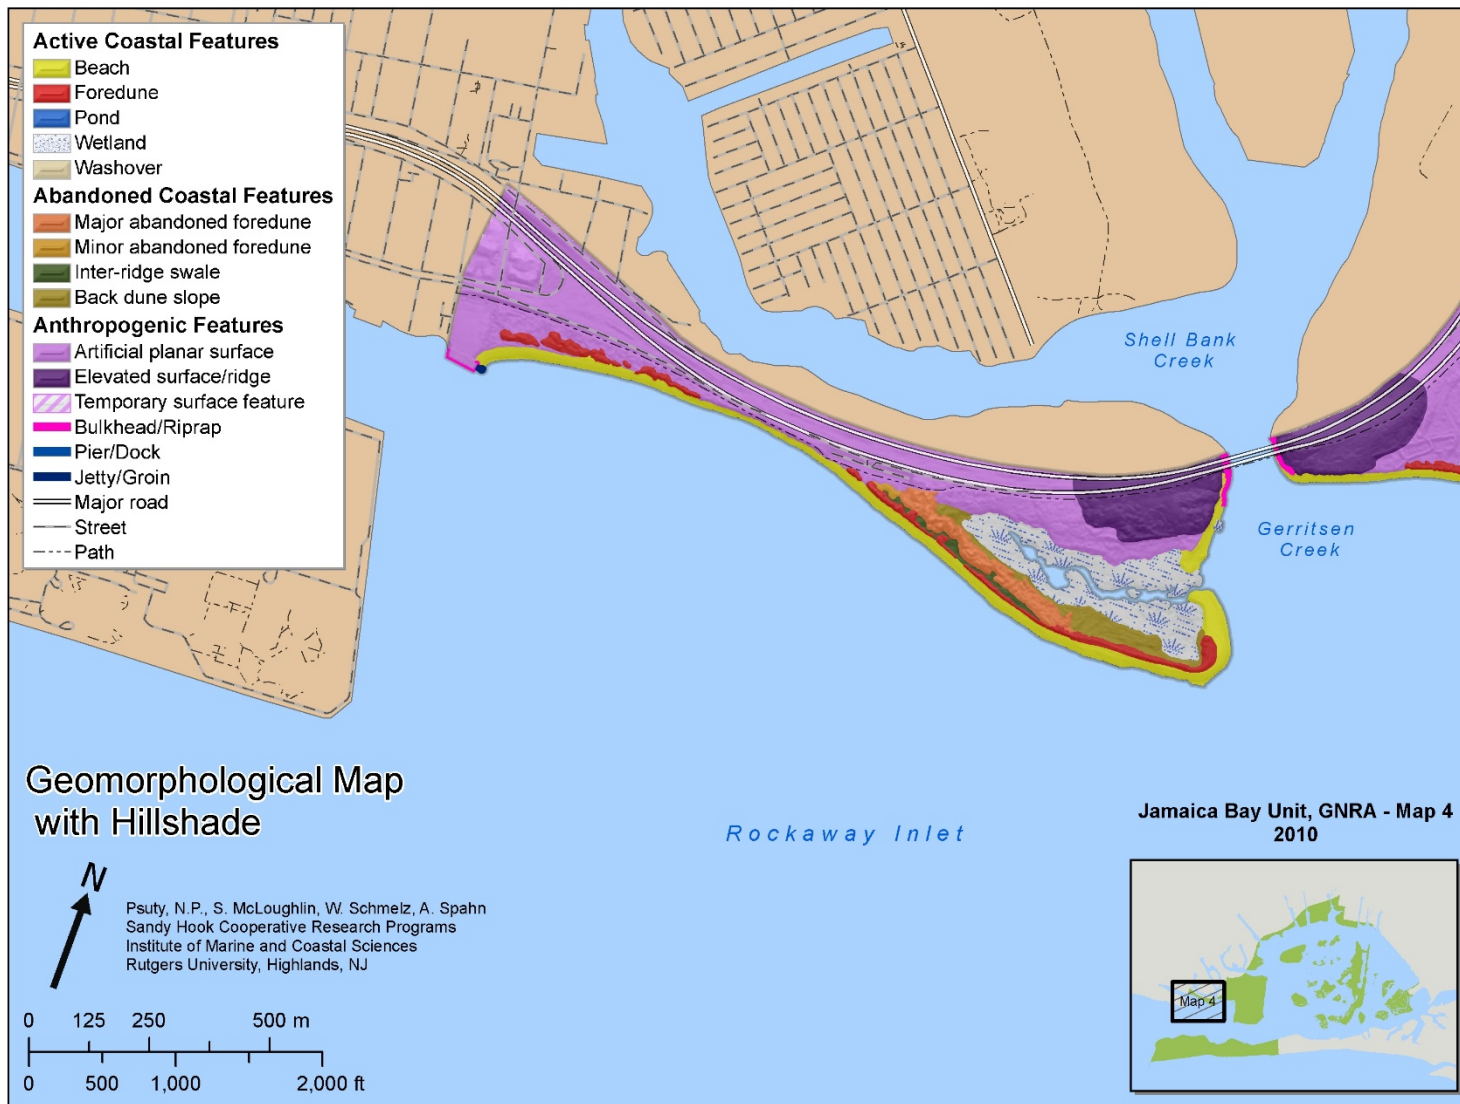 Active Coastal Features
Beach
Foredune
Pond
Wetland
Washover
Abandoned Coastal Features
Major abandoned foredune
Minor abandoned foredune
Inter-ridge swale
Back dune slope
Anthropogenic Features
Artificial planar surface
Elevated surface/ridge
Temporary surface feature
Bulkhead/Riprap
Pier/Dock
Jetty/Groin
Major road
Street
Path
Shell Bank
Creek
Gerritsen
Creek
Rockaway Inlet
Geomorphological Map
with Hillshade
N
Psuty, N.P., S. McLoughlin, W. Schmelz, A. Spahn
Sandy Hook Cooperative Research Programs
Institute of Marine and Coastal Sciences
Rutgers University, Highlands, NJ
0 125 250 500 m
0 500 1,000 2,000 ft
Jamaica Bay Unit, GNRA - Map 4
2010
Map 4